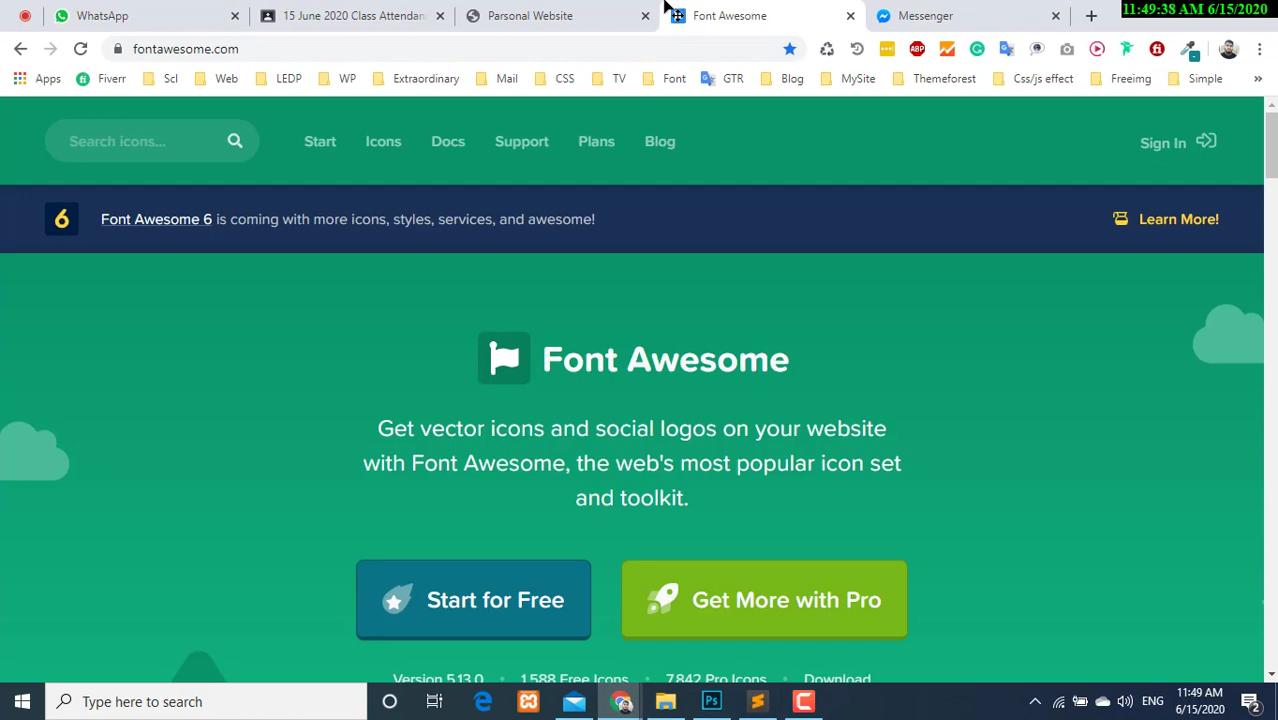 WhatsApp
15 June 2020 Class Attendan
Parsonal Website
Font Awesome
Messenger
11:49:38 AM 6/15/2020
fontawesome.com
Apps
Fiverr
Scl
Web
LEDP
WP
Extraordinary
Mail
CSS
TV
Font
GTR
Blog
MySite
Themeforest
Css/js effect
Freeimg
Simple
»
Search icons...
Start
Icons
Docs
Support
Plans
Blog
Sign In
6
Font Awesome 6 is coming with more icons, styles, services, and awesome!
Learn More!
Font Awesome
Get vector icons and social logos on your website
with Font Awesome, the web's most popular icon set
and toolkit.
Start for Free
Get More with Pro
Version 5.13.0 • 1,588 Free Icons • 7,842 Pro Icons • Download
Type here to search
Ps
ENG
11:49 AM
6/15/2020
2